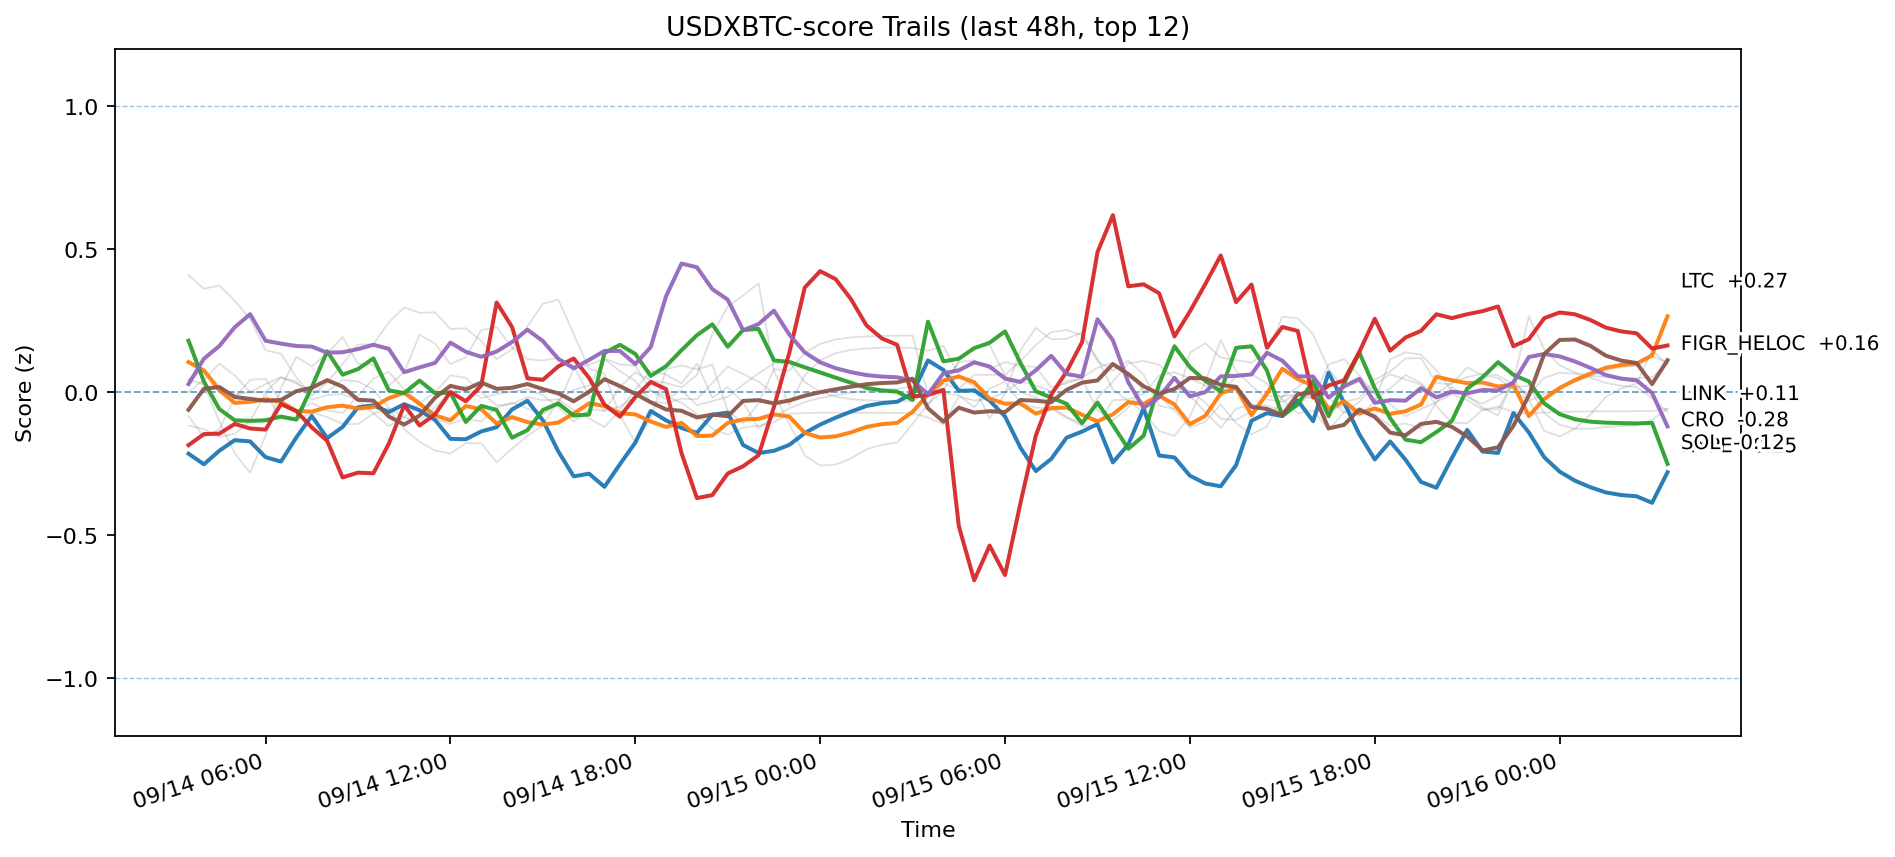 USDXBTC-score Trails (last 48h, top 12)
Score (z)
1.0
0.5
0.0
−0.5
−1.0
LTC +0.27
FIGR_HELOC +0.16
LINK +0.11
CRO -0.28
SOL -0.12
09/14 06:00
09/14 12:00
09/14 18:00
09/15 00:00
09/15 06:00
09/15 12:00
09/15 18:00
09/16 00:00
Time